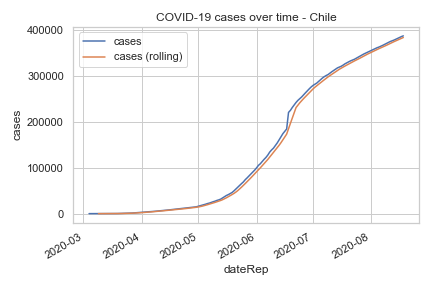 COVID-19 cases over time - Chile
cases
cases (rolling)
400000
300000
200000
100000
0
cases
2020-03
2020-04
2020-05
2020-06
2020-07
2020-08
dateRep